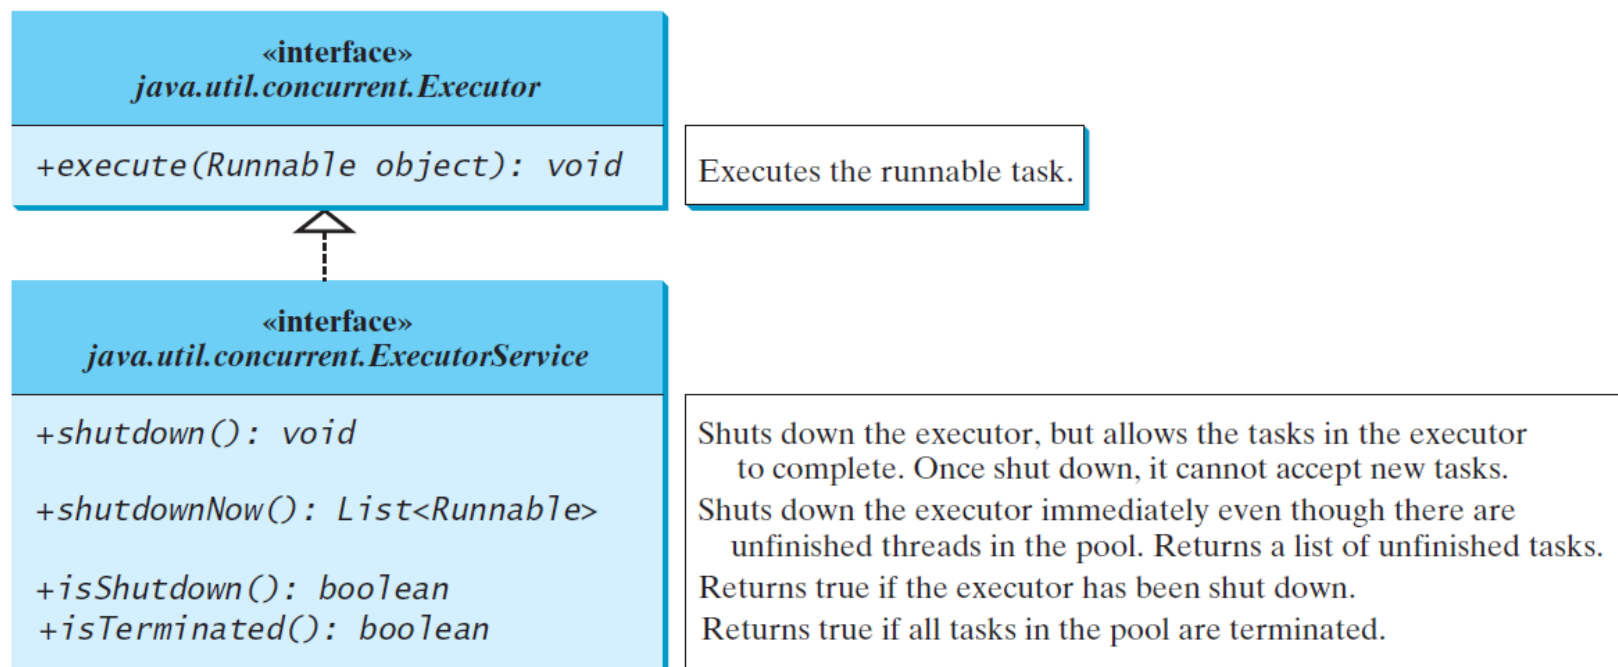 «interface»
java.util.concurrent.Executor
+execute(Runnable object): void
Executes the runnable task.
«interface»
java.util.concurrent.ExecutorService
+shutdown(): void
Shuts down the executor, but allows the tasks in the executor
to complete. Once shut down, it cannot accept new tasks.
+shutdownNow(): List<Runnable>
Shuts down the executor immediately even though there are
unfinished threads in the pool. Returns a list of unfinished tasks.
+isShutdown(): boolean
Returns true if the executor has been shut down.
+isTerminated(): boolean
Returns true if all tasks in the pool are terminated.